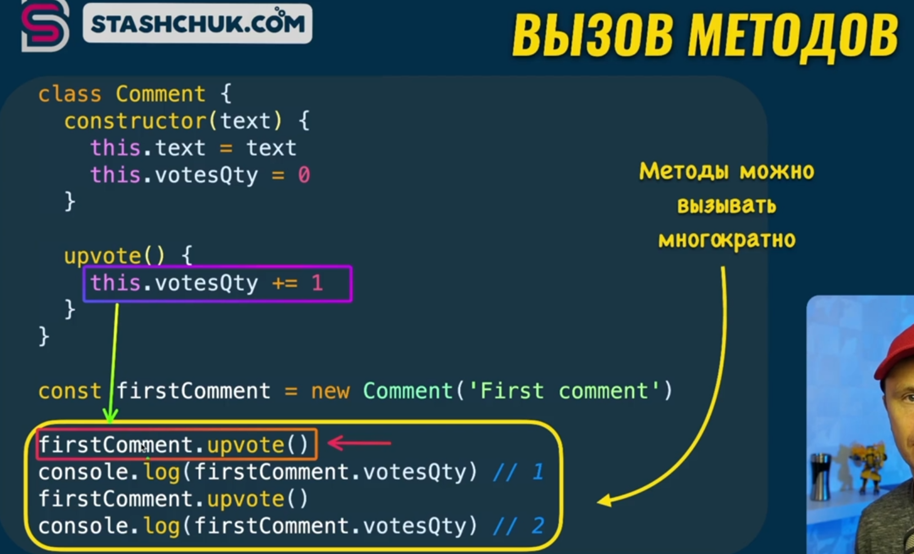 STASHCHUK.COM
ВЫЗОВ МЕТОДОВ
class Comment {
constructor(text) {
this.text = text
this.votesQty = 0
}
upvote() {
this.votesQty += 1
}
}
Методы можно
вызывать
многократно
const firstComment = new Comment('First comment')
firstComment.upvote()
console.log(firstComment.votesQty) // 1
firstComment.upvote()
console.log(firstComment.votesQty) // 2